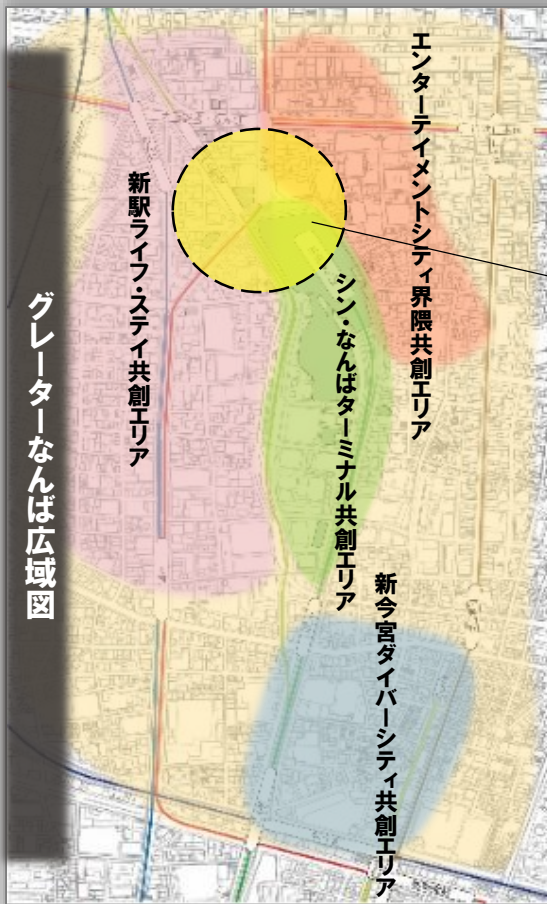 エンターテイメントシティ界隈共創エリア
シン・なんばターミナル共創エリア
新今宮ダイバーシティ共創エリア
新駅ライフ・ステイ共創エリア
グレーターなんば広域図